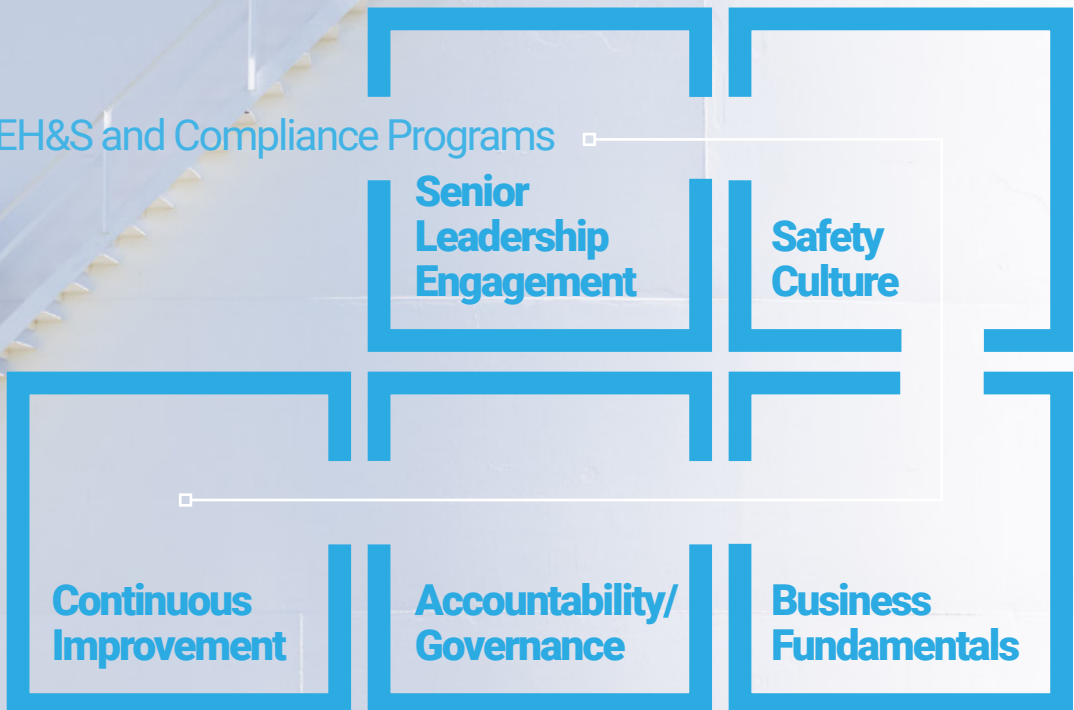 EH&S and Compliance Programs
Senior
Leadership
Engagement
Safety
Culture
Continuous
Improvement
Accountability/
Governance
Business
Fundamentals